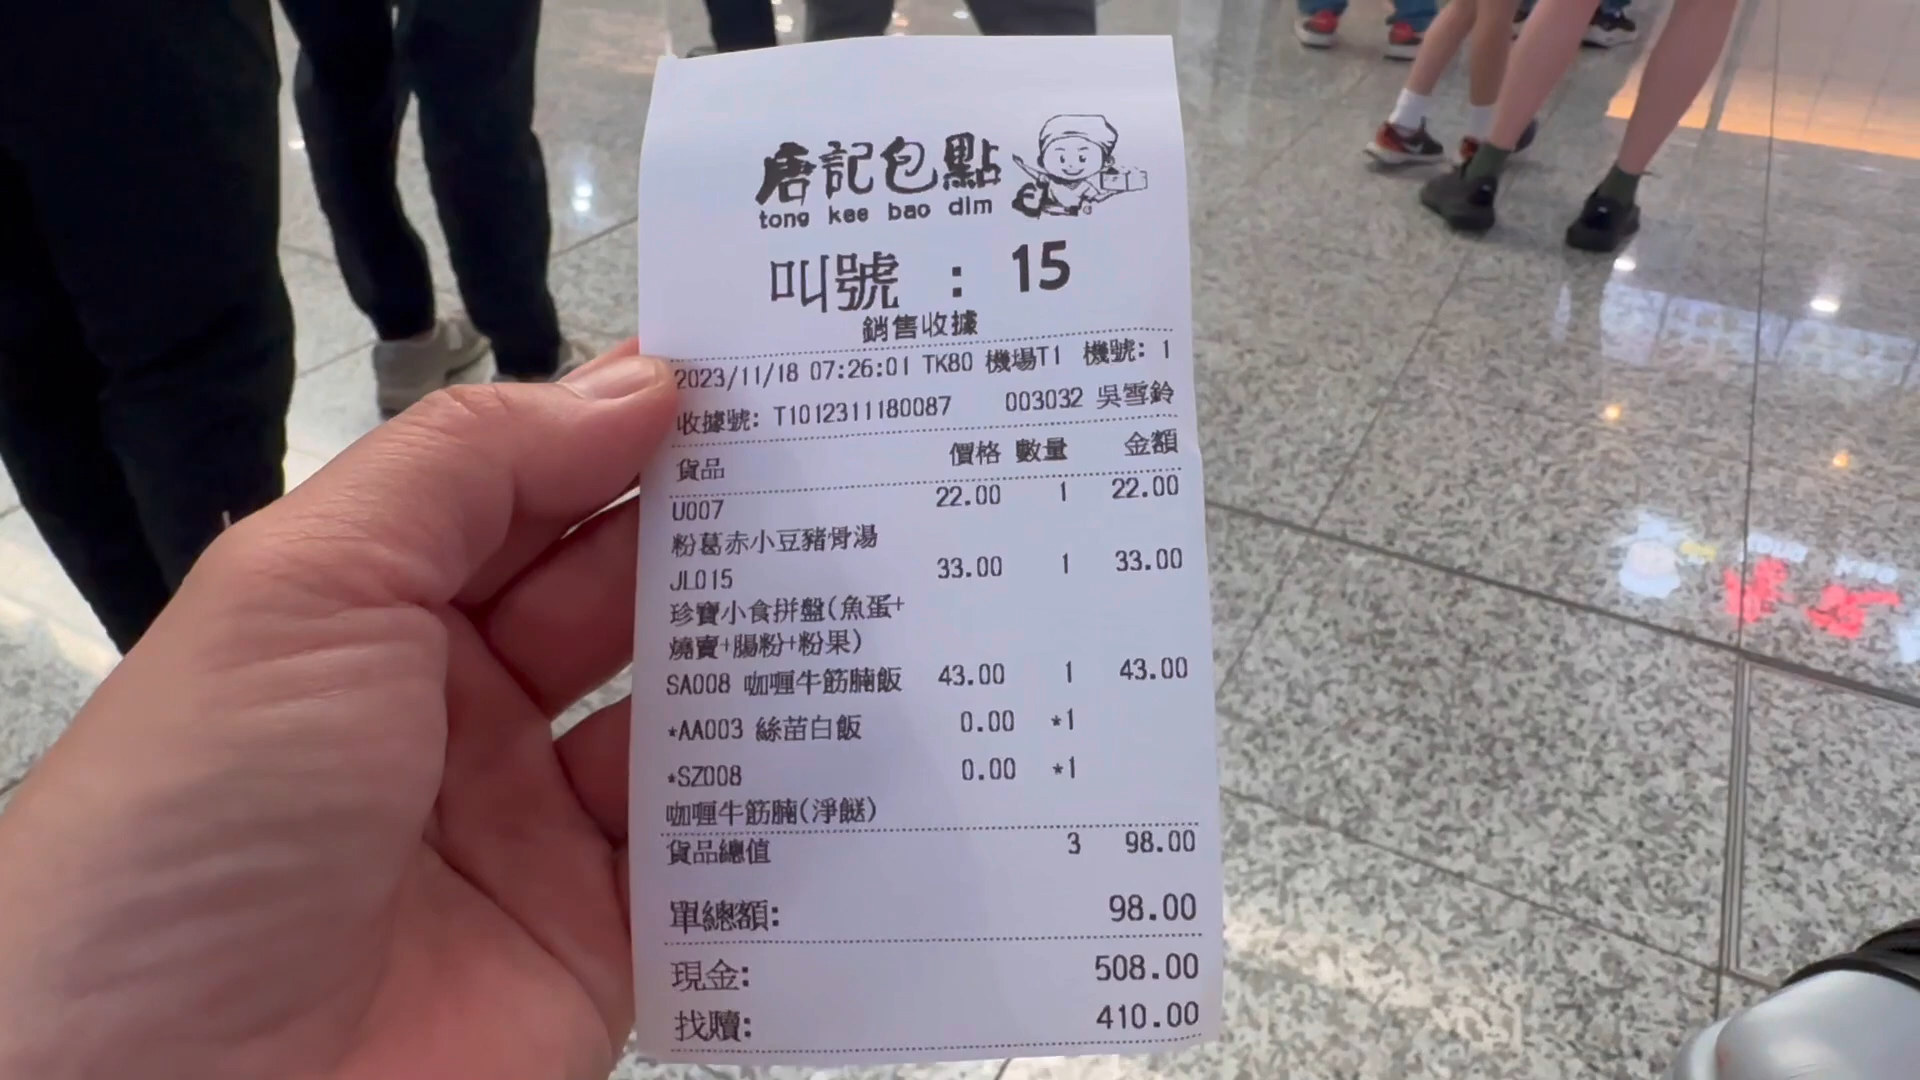 唐記包點
tong kee bao dim
叫號 : 15
銷售收據
2023/11/18 07:26:01 TK80 機場T1 機號: 1
收據號: T1012311180087 003032 吳雪鈴
貨品 價格 數量 金額
U007 22.00 1 22.00
粉葛赤小豆豬骨湯
JL015 33.00 1 33.00
珍寶小食拼盤(魚蛋+
燒賣+腸粉+粉果)
SA008 咖喱牛筋腩飯 43.00 1 43.00
*AA003 絲苗白飯 0.00 *1
*SZ008 0.00 *1
咖喱牛筋腩(淨餸)
貨品總值 3 98.00
單總額: 98.00
現金: 508.00
找贖: 410.00